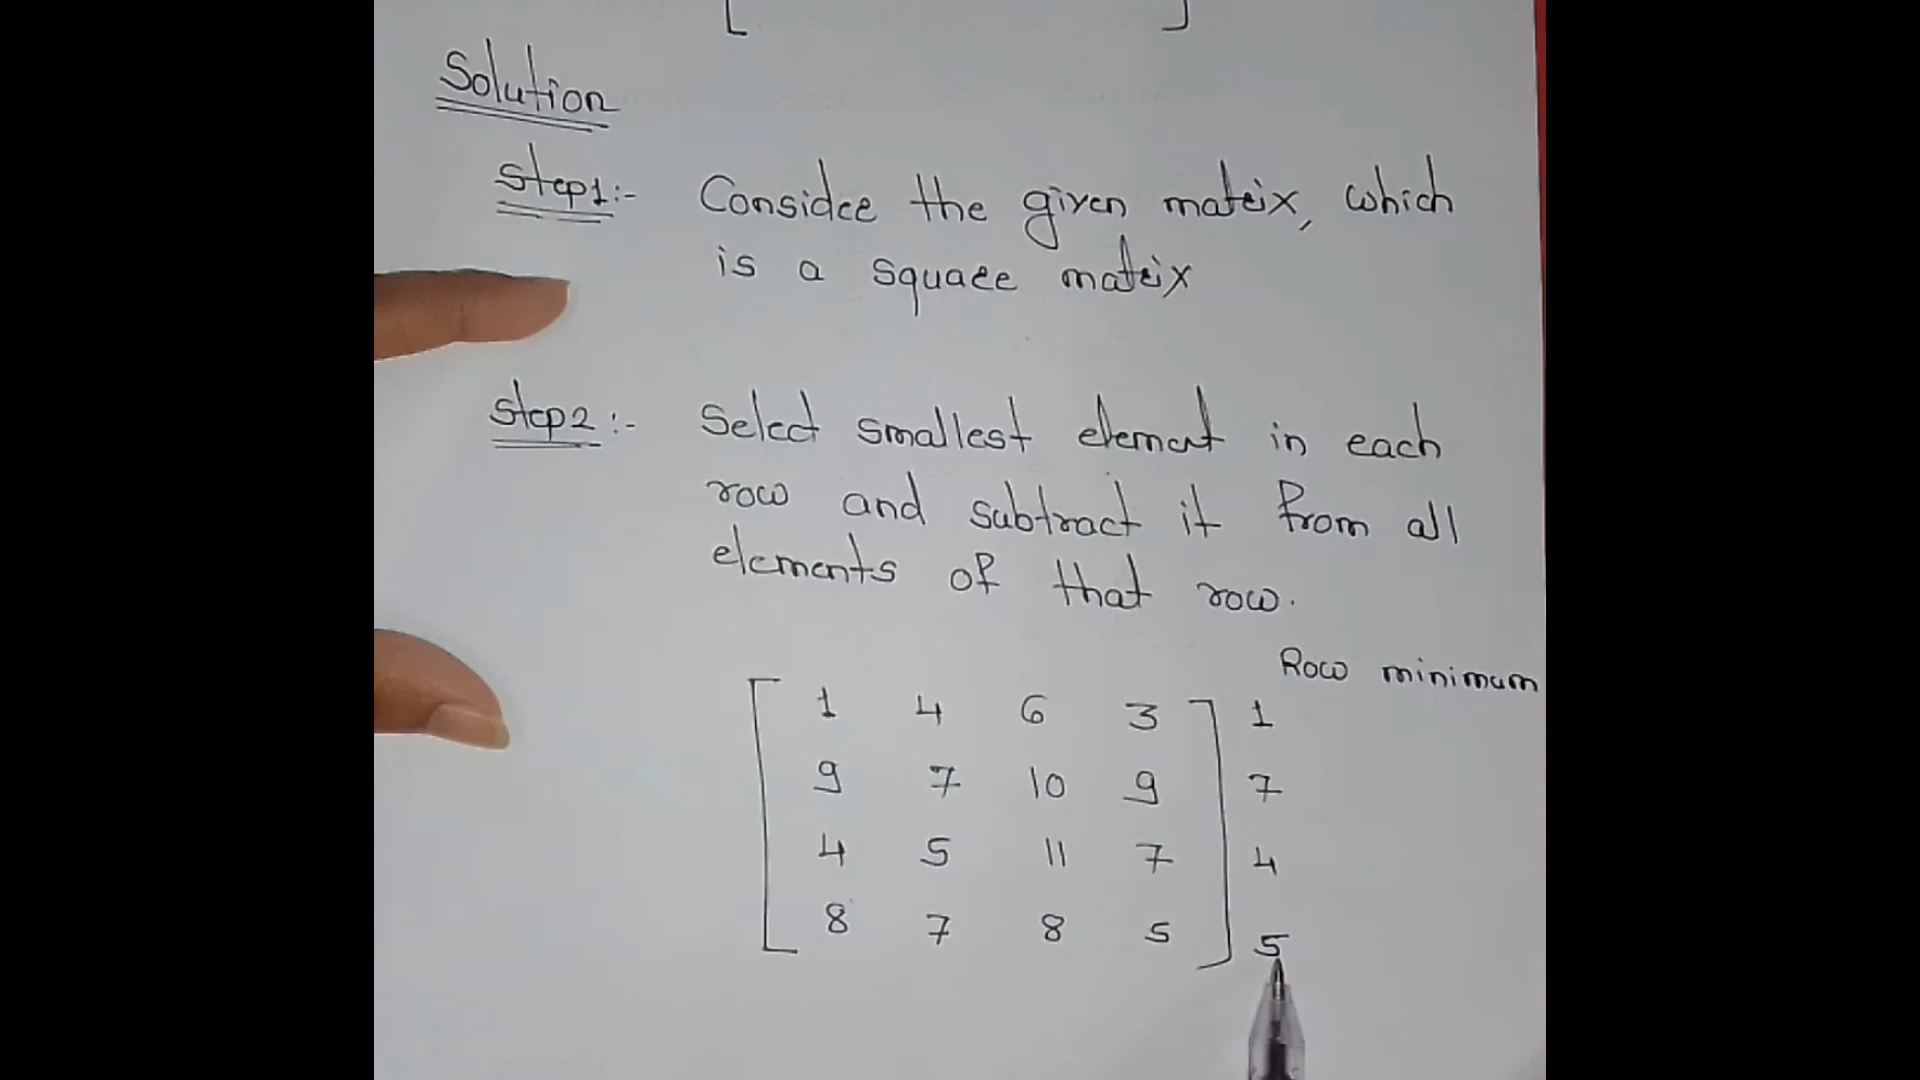 Solution
Step1:- Consider the given matrix, which
is a square matrix
Step2:- Select smallest element in each
row and subtract it from all
elements of that row.
Row minimum
1 4 6 3 1
9 7 10 9 7
4 5 11 7 4
8 7 8 5 5